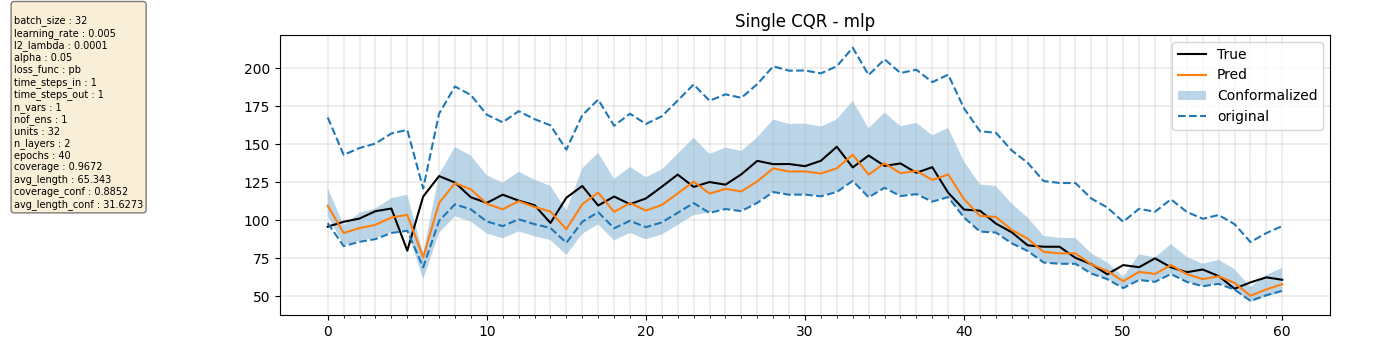 batch_size : 32
learning_rate : 0.005
l2_lambda : 0.0001
alpha : 0.05
loss_func : pb
time_steps_in : 1
time_steps_out : 1
n_vars : 1
nof_ens : 1
units : 32
n_layers : 2
epochs : 40
coverage : 0.9672
avg_length : 65.343
coverage_conf : 0.8852
avg_length_conf : 31.6273
Single CQR - mlp
True
Pred
Conformalized
original
200
175
150
125
100
75
50
0 10 20 30 40 50 60